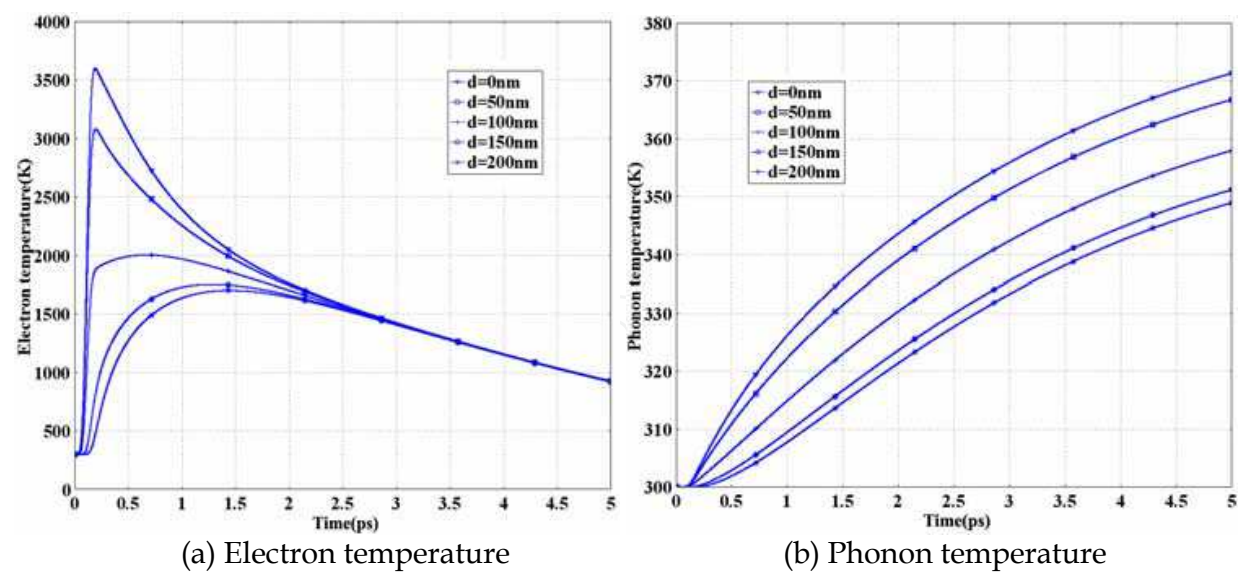 4000
3500
3000
2500
2000
1500
1000
500
0
Electron temperature(K)
d=0nm
d=50nm
d=100nm
d=150nm
d=200nm
0 0.5 1 1.5 2 2.5 3 3.5 4 4.5 5
Time(ps)
(a) Electron temperature
380
370
360
350
340
330
320
310
300
Phonon temperature(K)
d=0nm
d=50nm
d=100nm
d=150nm
d=200nm
0 0.5 1 1.5 2 2.5 3 3.5 4 4.5 5
Time(ps)
(b) Phonon temperature